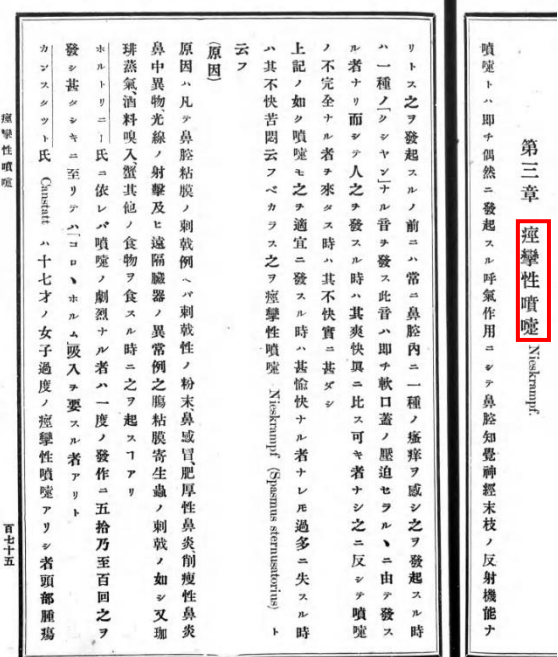 第三章 痙攣性噴嚏 Nieskrampf.
噴嚏トハ即チ偶然ニ發起スル呼氣作用ニシテ鼻腔知覺神經末枝ノ反射機能ナ
リトス之ヲ發起スルノ前ニハ常ニ鼻腔內ニ一種ノ瘙痒ヲ感シ之ヲ發起スル時
ハ一種ノ「クシヤン」ナル音ヲ發ス此音ハ即チ軟口蓋ノ壓迫セラルヽニ由テ發ス
ル者ナリ而シテ人之チ發スル時ハ其爽快眞ニ比ス可キ者ナシ之ニ反シテ噴嚏
ノ不完全ナル者チ來タス時ハ其不快實ニ甚ダシ
上記ノ如ク噴嚏モ之チ適宜ニ發スル時ハ甚愉快ナル者ナレ𪜈過多ニ失スル時
ハ其不快苦悶云フベカラス之ヲ痙攣性噴嚏 Nieskrampf (Spasmus sternusatorius) ト
云フ
(原因)
原因ハ凡テ鼻腔粘膜ノ刺戟例ヘバ刺戟性ノ粉末、鼻感冒、肥厚性鼻炎、削瘦性鼻炎
鼻中異物、光線ノ射擊及ヒ遠隔臟器ノ異常例之腸粘膜寄生蟲ノ刺戟ノ如シ又珈
琲蒸氣、酒料嗅入、蟹其他ノ食物ヲ食スル時ニ之ヲ起スヿアリ
ホルトリニー氏ニ依レバ噴嚏ノ劇烈ナル者ハ一度ノ發作ニ五拾乃至百回之ヲ
發シ甚タシキニ至リテハ「コロヽホルム」吸入ヲ要スル者アリト
カンスタツト氏 Canstatt ハ十七才ノ女子過度ノ痙攣性噴嚏アリシ者頭部腫瘍
痙攣性噴嚏
百七十五